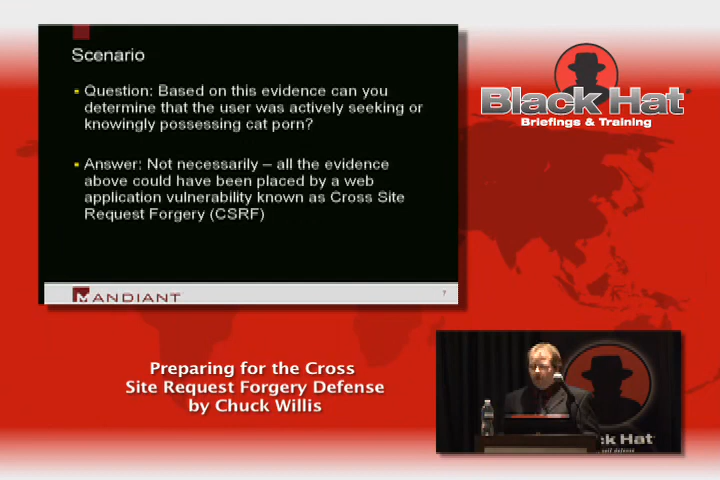 Scenario
Question: Based on this evidence can you
determine that the user was actively seeking or
knowingly possessing cat porn?
Answer: Not necessarily – all the evidence
above could have been placed by a web
application vulnerability known as Cross Site
Request Forgery (CSRF)
MANDIANT
7
Black Hat
Briefings & Training
Preparing for the Cross
Site Request Forgery Defense
by Chuck Willis
ck Hat